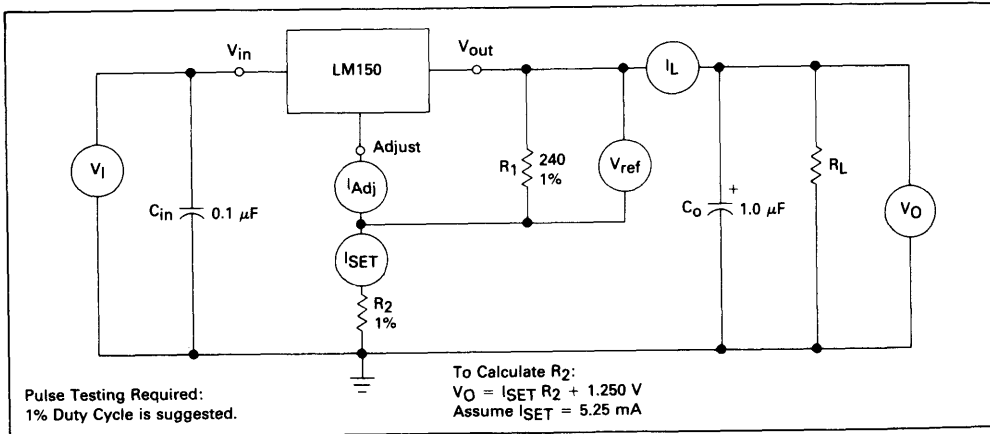 Vin
LM150
Vout
IL
Adjust
VI
IAdj
R1
240
1%
Vref
RL
Cin
0.1 μF
+
CO
1.0 μF
VO
ISET
R2
1%
Pulse Testing Required:
1% Duty Cycle is suggested.
To Calculate R2:
VO = ISET R2 + 1.250 V
Assume ISET = 5.25 mA